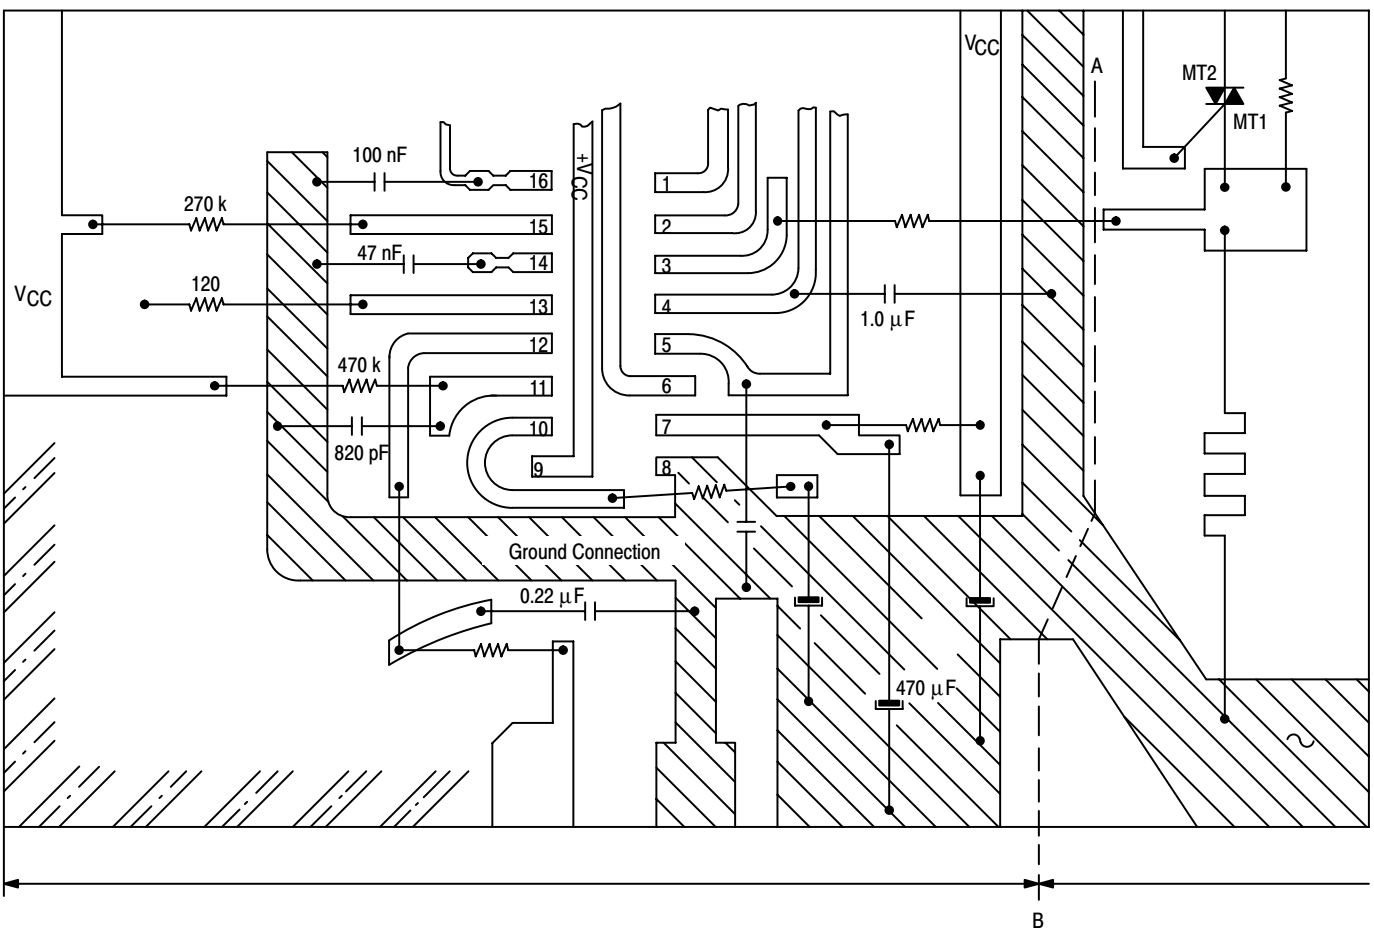 VCC
A
MT2
MT1
100 nF
16
+VCC
1
270 k
15
2
47 nF
14
3
VCC
120
13
4
1.0 µF
12
5
470 k
11
6
10
7
820 pF
9
8
Ground Connection
0.22 µF
470 µF
~
B